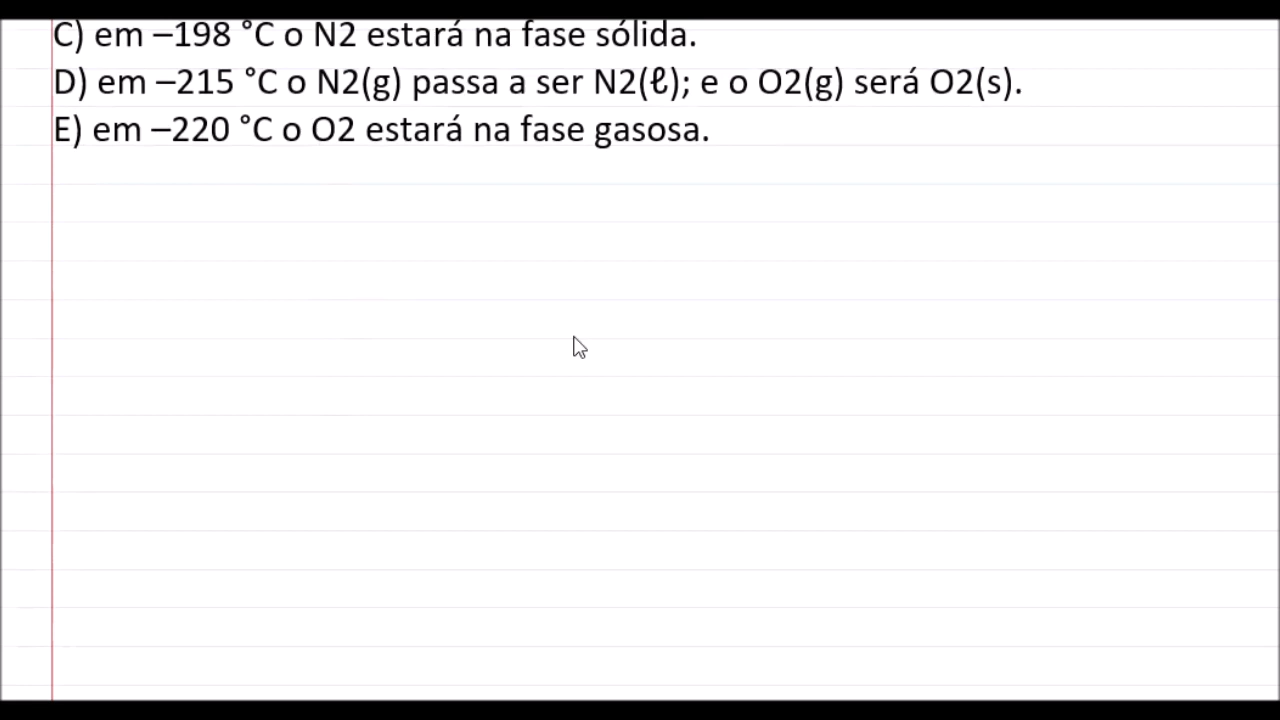 C) em –198 °C o N2 estará na fase sólida.
D) em –215 °C o N2(g) passa a ser N2(ℓ); e o O2(g) será O2(s).
E) em –220 °C o O2 estará na fase gasosa.